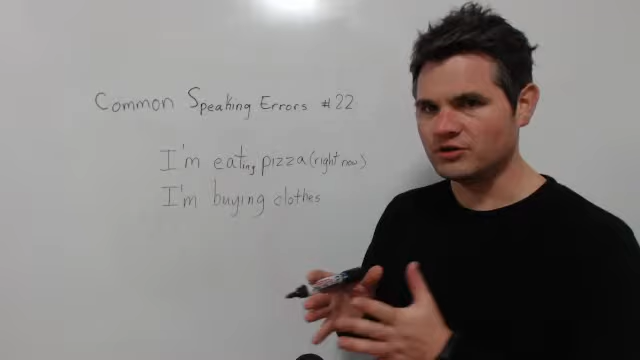 Common Speaking Errors #22
I'm eating pizza (right now)
I'm buying clothes